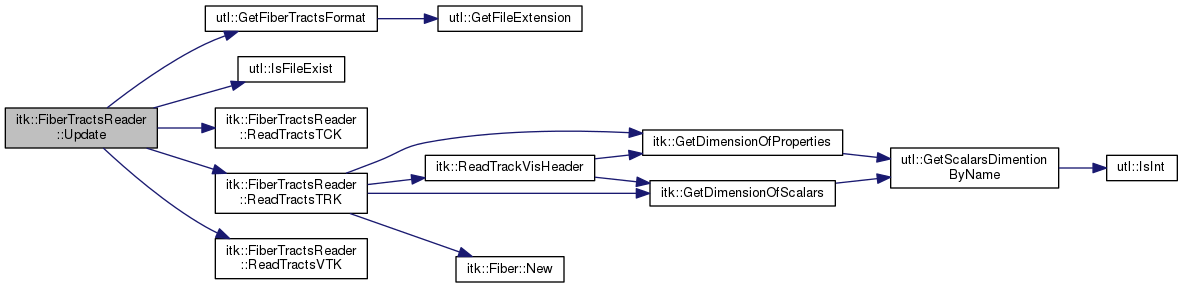 itk::FiberTractsReader
::Update
utl::GetFiberTractsFormat
utl::GetFileExtension
utl::IsFileExist
itk::FiberTractsReader
::ReadTractsTCK
itk::FiberTractsReader
::ReadTractsTRK
itk::ReadTrackVisHeader
itk::GetDimensionOfProperties
itk::GetDimensionOfScalars
utl::GetScalarsDimention
ByName
utl::IsInt
itk::Fiber::New
itk::FiberTractsReader
::ReadTractsVTK